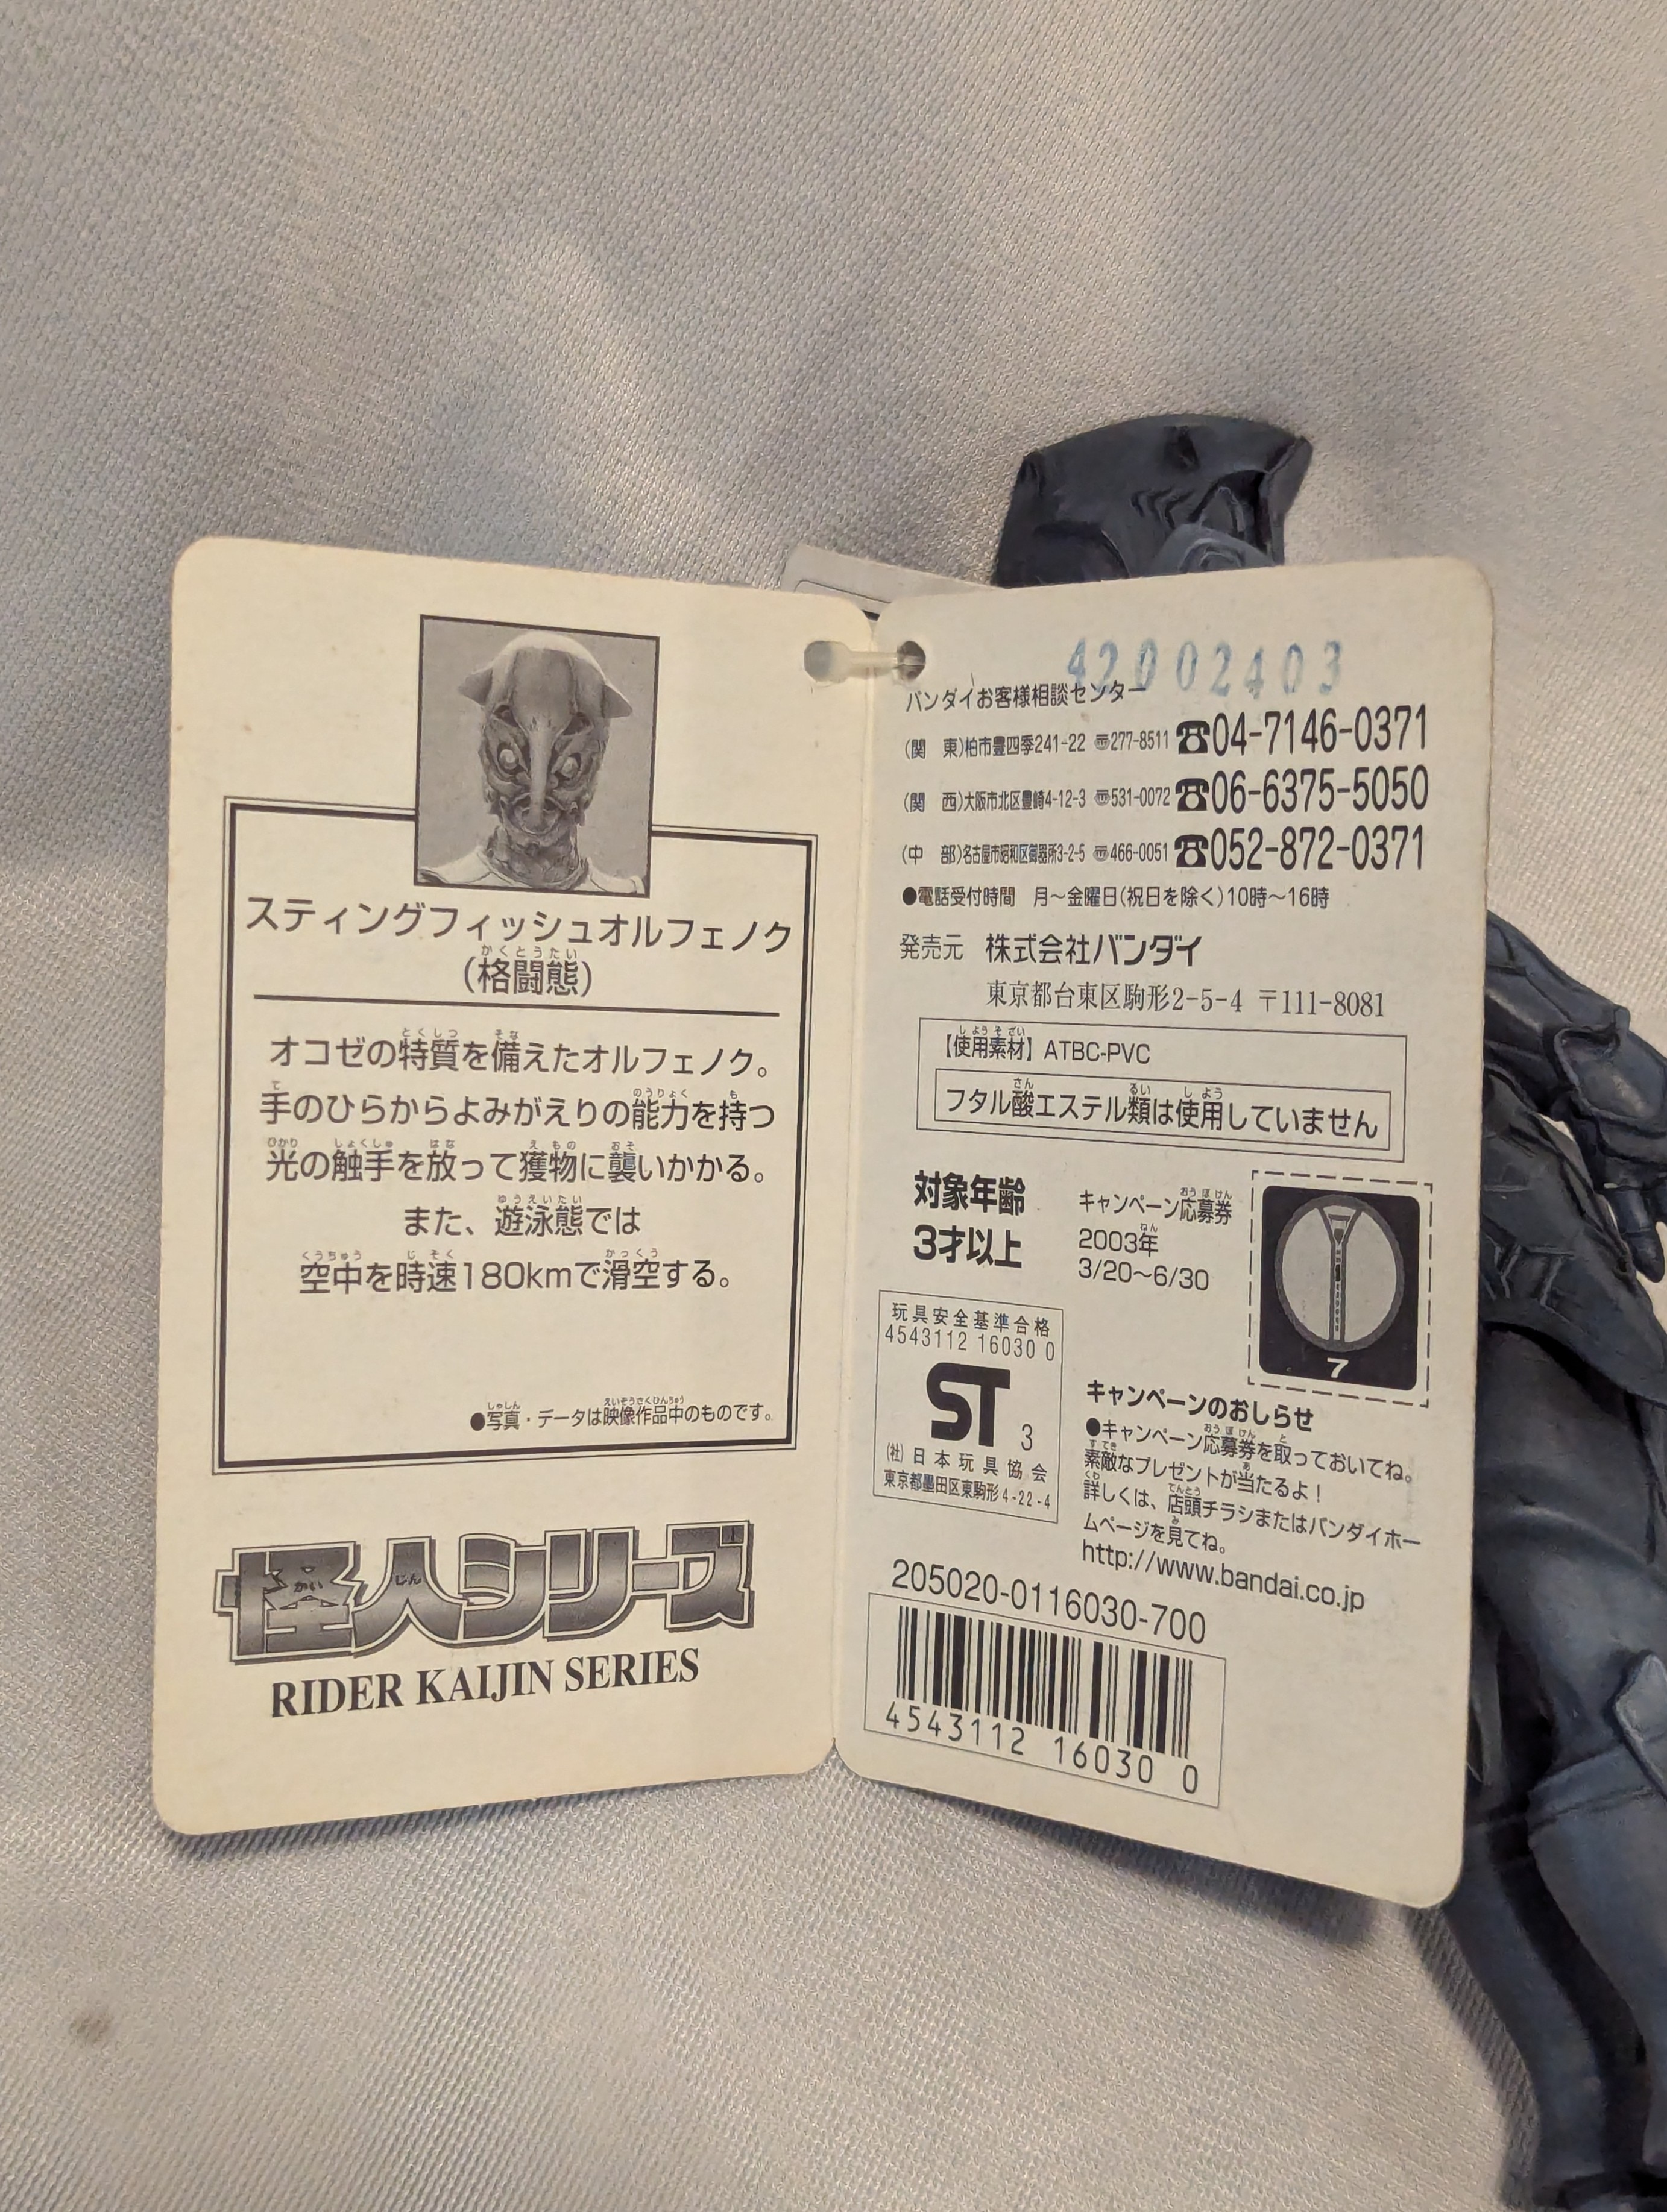 スティングフィッシュオルフェノク
(格闘態)
オコゼの特質を備えたオルフェノク。
手のひらからよみがえりの能力を持つ
光の触手を放って獲物に襲いかかる。
また、遊泳態では
空中を時速180kmで滑空する。
●写真・データは映像作品中のものです。
怪人シリーズ
RIDER KAIJIN SERIES
42002403
バンダイお客様相談センター
(関　東)柏市豊四季241-22 〠277-8511 ☎04-7146-0371
(関　西)大阪市北区豊崎4-12-3 〠531-0072 ☎06-6375-5050
(中　部)名古屋市昭和区御器所3-2-5 〠466-0051 ☎052-872-0371
●電話受付時間　月～金曜日(祝日を除く)10時～16時
発売元　株式会社バンダイ
東京都台東区駒形2-5-4 〒111-8081
【使用素材】ATBC-PVC
フタル酸エステル類は使用していません
対象年齢
3才以上
キャンペーン応募券
2003年
3/20～6/30
7
玩具安全基準合格
4543112 16030 0
ST 3
(社)日本玩具協会
東京都墨田区東駒形4-22-4
キャンペーンのおしらせ
●キャンペーン応募券を取っておいてね。
素敵なプレゼントが当たるよ！
詳しくは、店頭チラシまたはバンダイホー
ムページを見てね。
http://www.bandai.co.jp
205020-0116030-700
4543112 16030 0